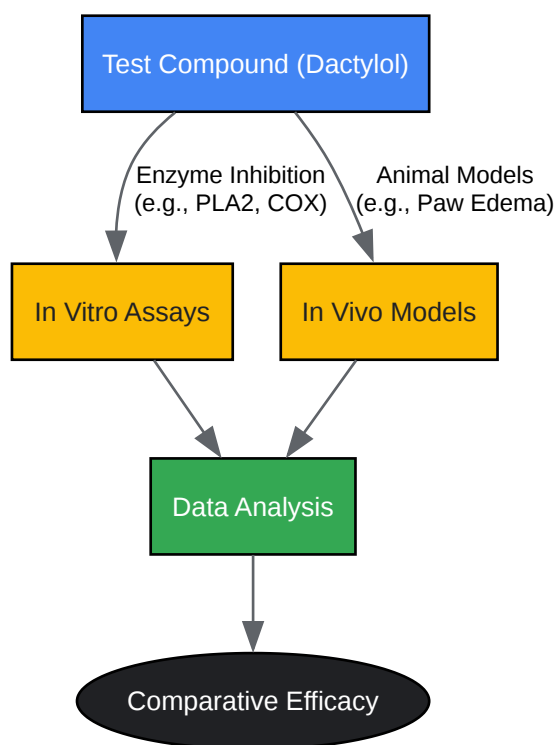 Test Compound (Dactylol)
Enzyme Inhibition
(e.g., PLA2, COX)
Animal Models
(e.g., Paw Edema)
In Vitro Assays
In Vivo Models
Data Analysis
Comparative Efficacy